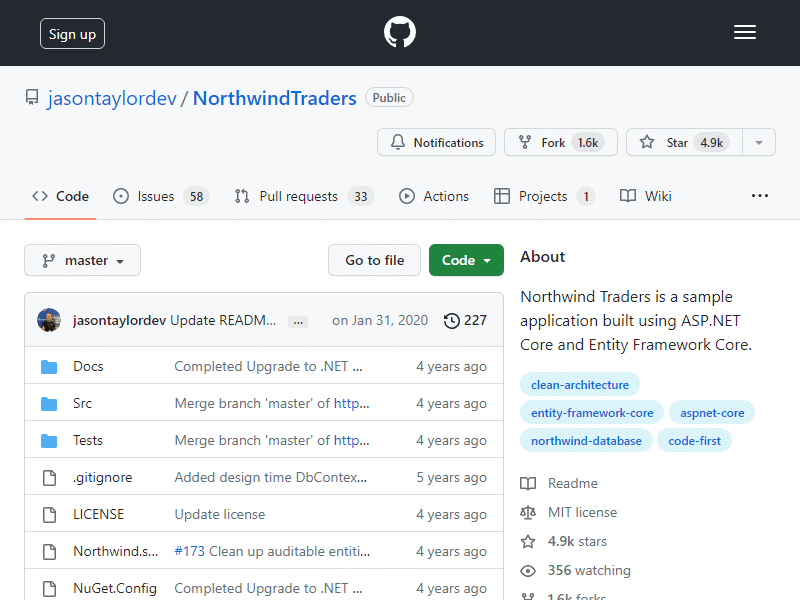 Sign up
jasontaylordev / NorthwindTraders Public
Notifications Fork 1.6k Star 4.9k
Code Issues 58 Pull requests 33 Actions Projects 1 Wiki
master Go to file Code
jasontaylordev Update READM... ... on Jan 31, 2020 227
Docs Completed Upgrade to .NET ... 4 years ago
Src Merge branch 'master' of http... 4 years ago
Tests Merge branch 'master' of http... 4 years ago
.gitignore Added design time DbContex... 5 years ago
LICENSE Update license 4 years ago
Northwind.s... #173 Clean up auditable entiti... 4 years ago
NuGet.Config Completed Upgrade to .NET ... 4 years ago
About
Northwind Traders is a sample
application built using ASP.NET
Core and Entity Framework Core.
clean-architecture
entity-framework-core aspnet-core
northwind-database code-first
Readme
MIT license
4.9k stars
356 watching
1.6k forks